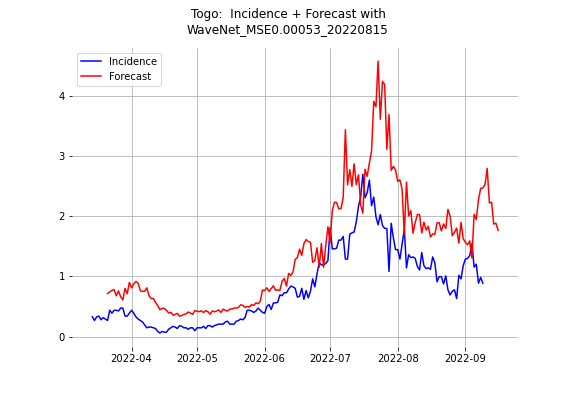 Togo: Incidence + Forecast with
WaveNet_MSE0.00053_20220815
Incidence
Forecast
4
3
2
1
0
2022-04 2022-05 2022-06 2022-07 2022-08 2022-09